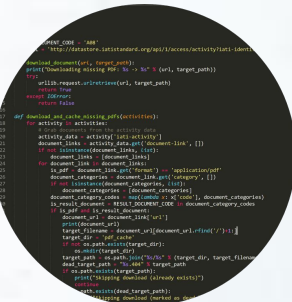 DOCUMENT_CODE = 'A08'
= 'http://datastore.iatistandard.org/api/1/access/activity?iati-identi
download_document(url, target_path):
print("Downloading missing PDF: %s -> %s" % (url, target_path))
try:
urllib.request.urlretrieve(url, target_path)
return True
except IOError:
return False
def download_and_cache_missing_pdfs(activities):
for activity in activities:
# Grab documents from the activity data
activity_data = activity['iati-activity']
document_links = activity_data.get('document-link', [])
if not isinstance(document_links, list):
document_links = [document_links]
for document_link in document_links:
is_pdf = document_link.get('format') == 'application/pdf'
document_categories = document_link.get('category', [])
if not isinstance(document_categories, list):
document_categories = [document_categories]
document_category_codes = map(lambda x: x['code'], document_categories)
is_result_document = RESULT_DOCUMENT_CODE in document_category_codes
if is_pdf and is_result_document:
document_url = document_link['url']
print(document_url)
target_filename = document_url[document_url.rfind('/')+1:]
target_dir = 'pdf_cache'
if not os.path.exists(target_dir):
os.mkdir(target_dir)
target_path = os.path.join("%s/%s" % (target_dir, target_filename
dead_target_path = "%s.404" % target_path
if os.path.exists(target_path):
print("Skipping download (already exists)")
continue
if os.path.exists(dead_target_path):
Skipping download (marked as dead